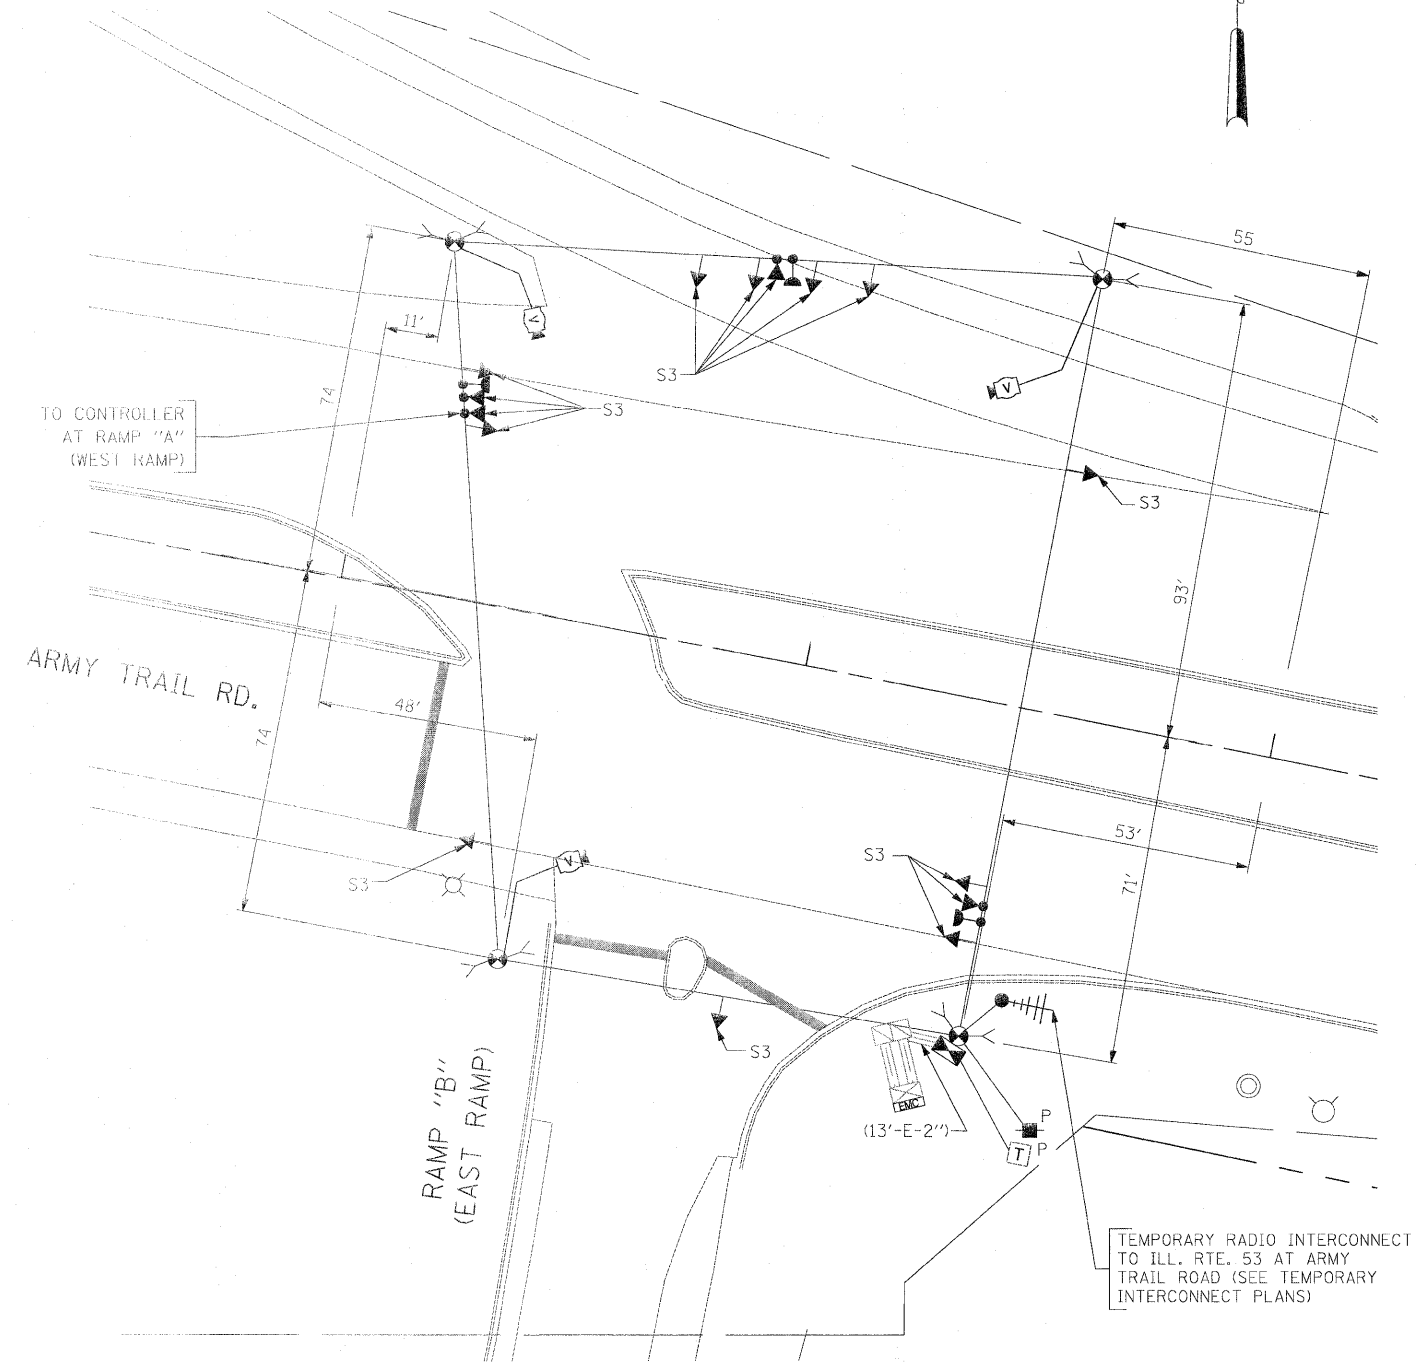 55
11'
V
V
S3
74
TO CONTROLLER
AT RAMP "A"
(WEST RAMP)
S3
S3
93'
ARMY TRAIL RD.
48'
74
53'
S3
V
71'
S3
S3
RAMP "B"
(EAST RAMP)
EMC
(13'-E-2")
P
P
T
TEMPORARY RADIO INTERCONNECT
TO ILL. RTE. 53 AT ARMY
TRAIL ROAD (SEE TEMPORARY
INTERCONNECT PLANS)